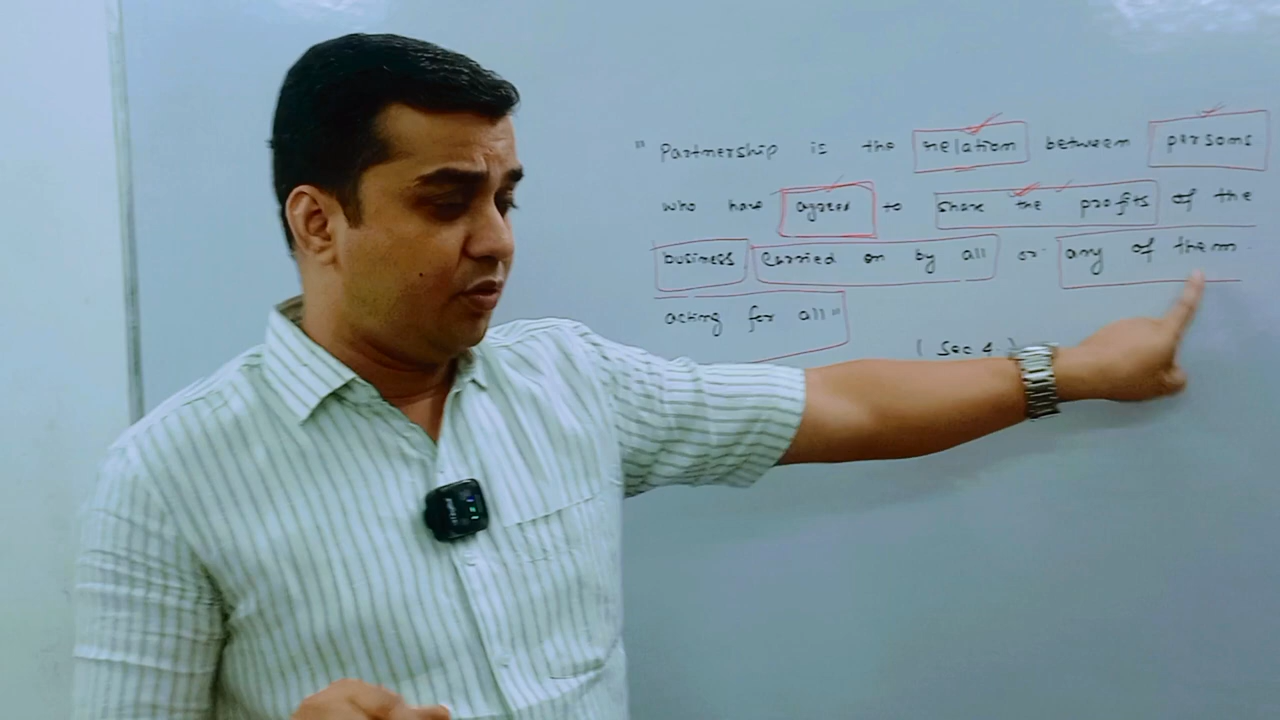 "Partnership is the relation between persons
who have agreed to share the profits of the
business carried on by all or any of them
acting for all"
( Sec 4 )